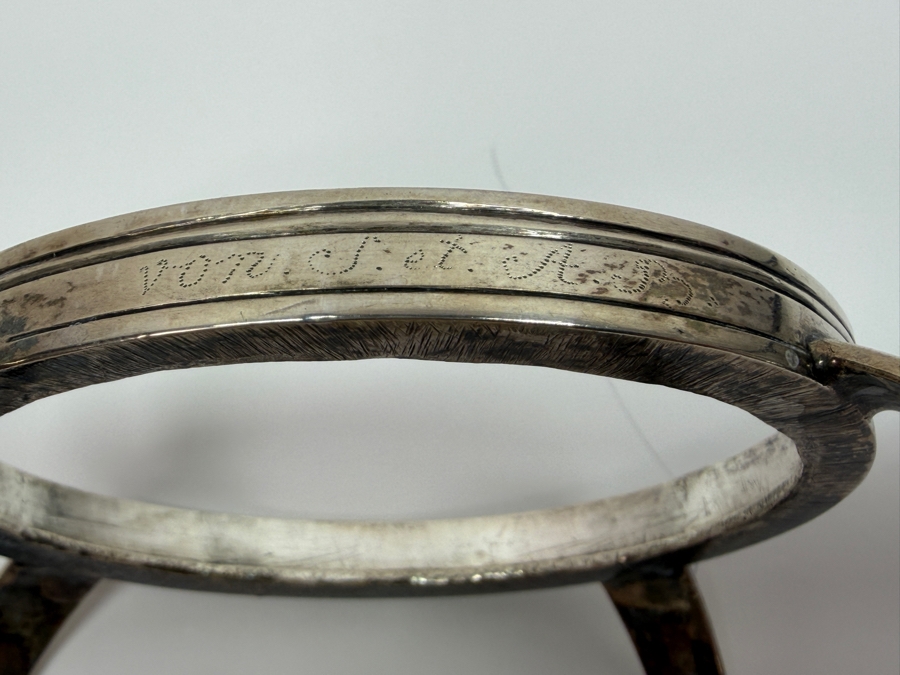 von S. et A. B.